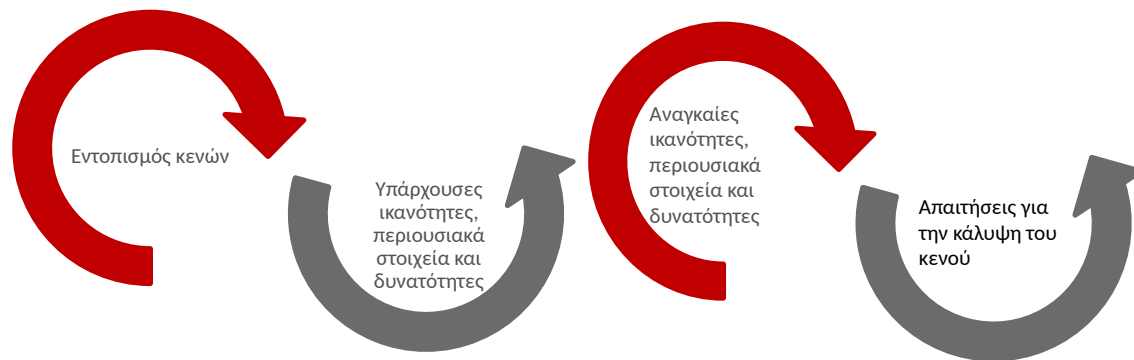 Εντοπισμός κενών
Υπάρχουσες
ικανότητες,
περιουσιακά
στοιχεία και
δυνατότητες
Αναγκαίες
ικανότητες,
περιουσιακά
στοιχεία και
δυνατότητες
Απαιτήσεις για
την κάλυψη του
κενού